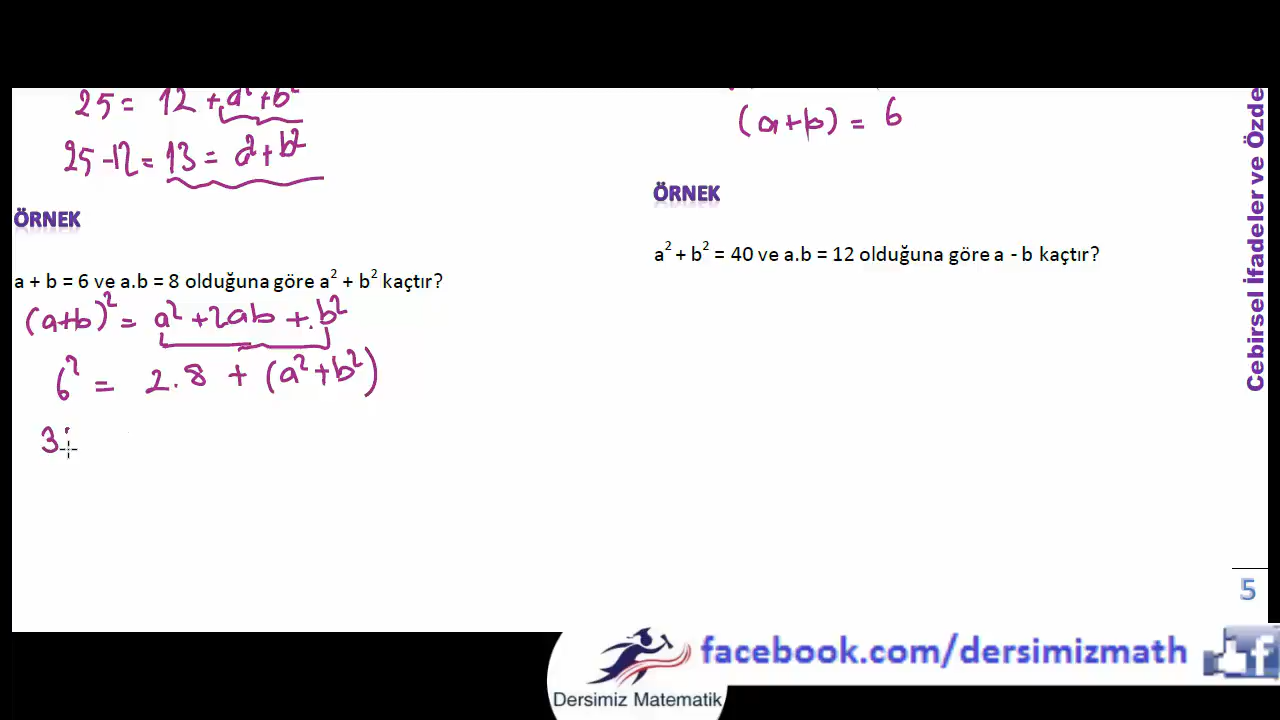 25 = 12 + a² + b²
25 - 12 = 13 = a² + b²
ÖRNEK
a + b = 6 ve a.b = 8 olduğuna göre a² + b² kaçtır?
(a+b)² = a² + 2ab + b²
6² = 2.8 + (a² + b²)
3
(a+b) = 6
ÖRNEK
a² + b² = 40 ve a.b = 12 olduğuna göre a - b kaçtır?
Cebirsel İfadeler ve Özde
5
facebook.com/dersimizmath
f
Dersimiz Matematik